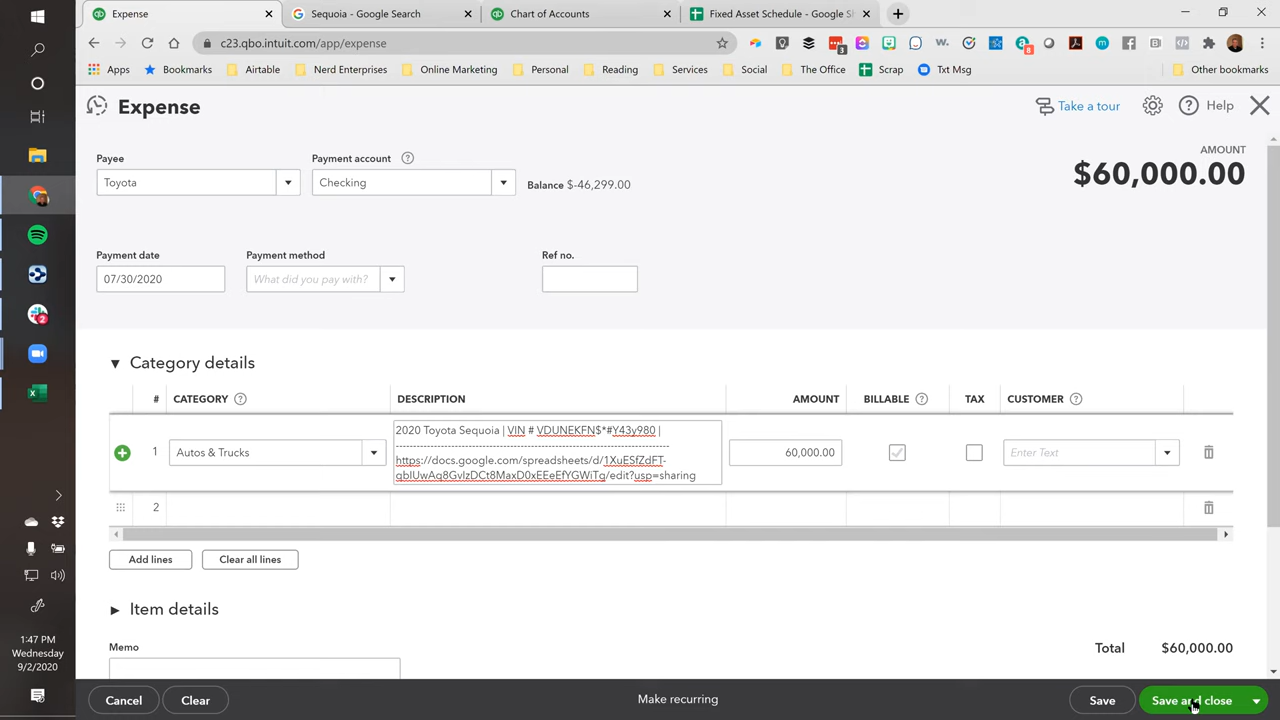 Expense
Sequoia - Google Search
Chart of Accounts
Fixed Asset Schedule - Google S
c23.qbo.intuit.com/app/expense
Apps
Bookmarks
Airtable
Nerd Enterprises
Online Marketing
Personal
Reading
Services
Social
The Office
Scrap
Txt Msg
Other bookmarks
Expense
Take a tour
Help
Payee
Payment account
AMOUNT
Toyota
Checking
Balance $-46,299.00
$60,000.00
Payment date
Payment method
Ref no.
07/30/2020
What did you pay with?
Category details
# CATEGORY DESCRIPTION AMOUNT BILLABLE TAX CUSTOMER
1
Autos & Trucks
2020 Toyota Sequoia | VIN # VDUNEKFN$*#Y43y980 |
--------------------------------------------------------------------
https://docs.google.com/spreadsheets/d/1XuESfZdFT-
qbIUwAq8GvIzDCt8MaxD0xEEeEfYGWiTg/edit?usp=sharing
60,000.00
Enter Text
2
Add lines
Clear all lines
Item details
Memo
Total $60,000.00
Cancel
Clear
Make recurring
Save
Save and close
1:47 PM
Wednesday
9/2/2020